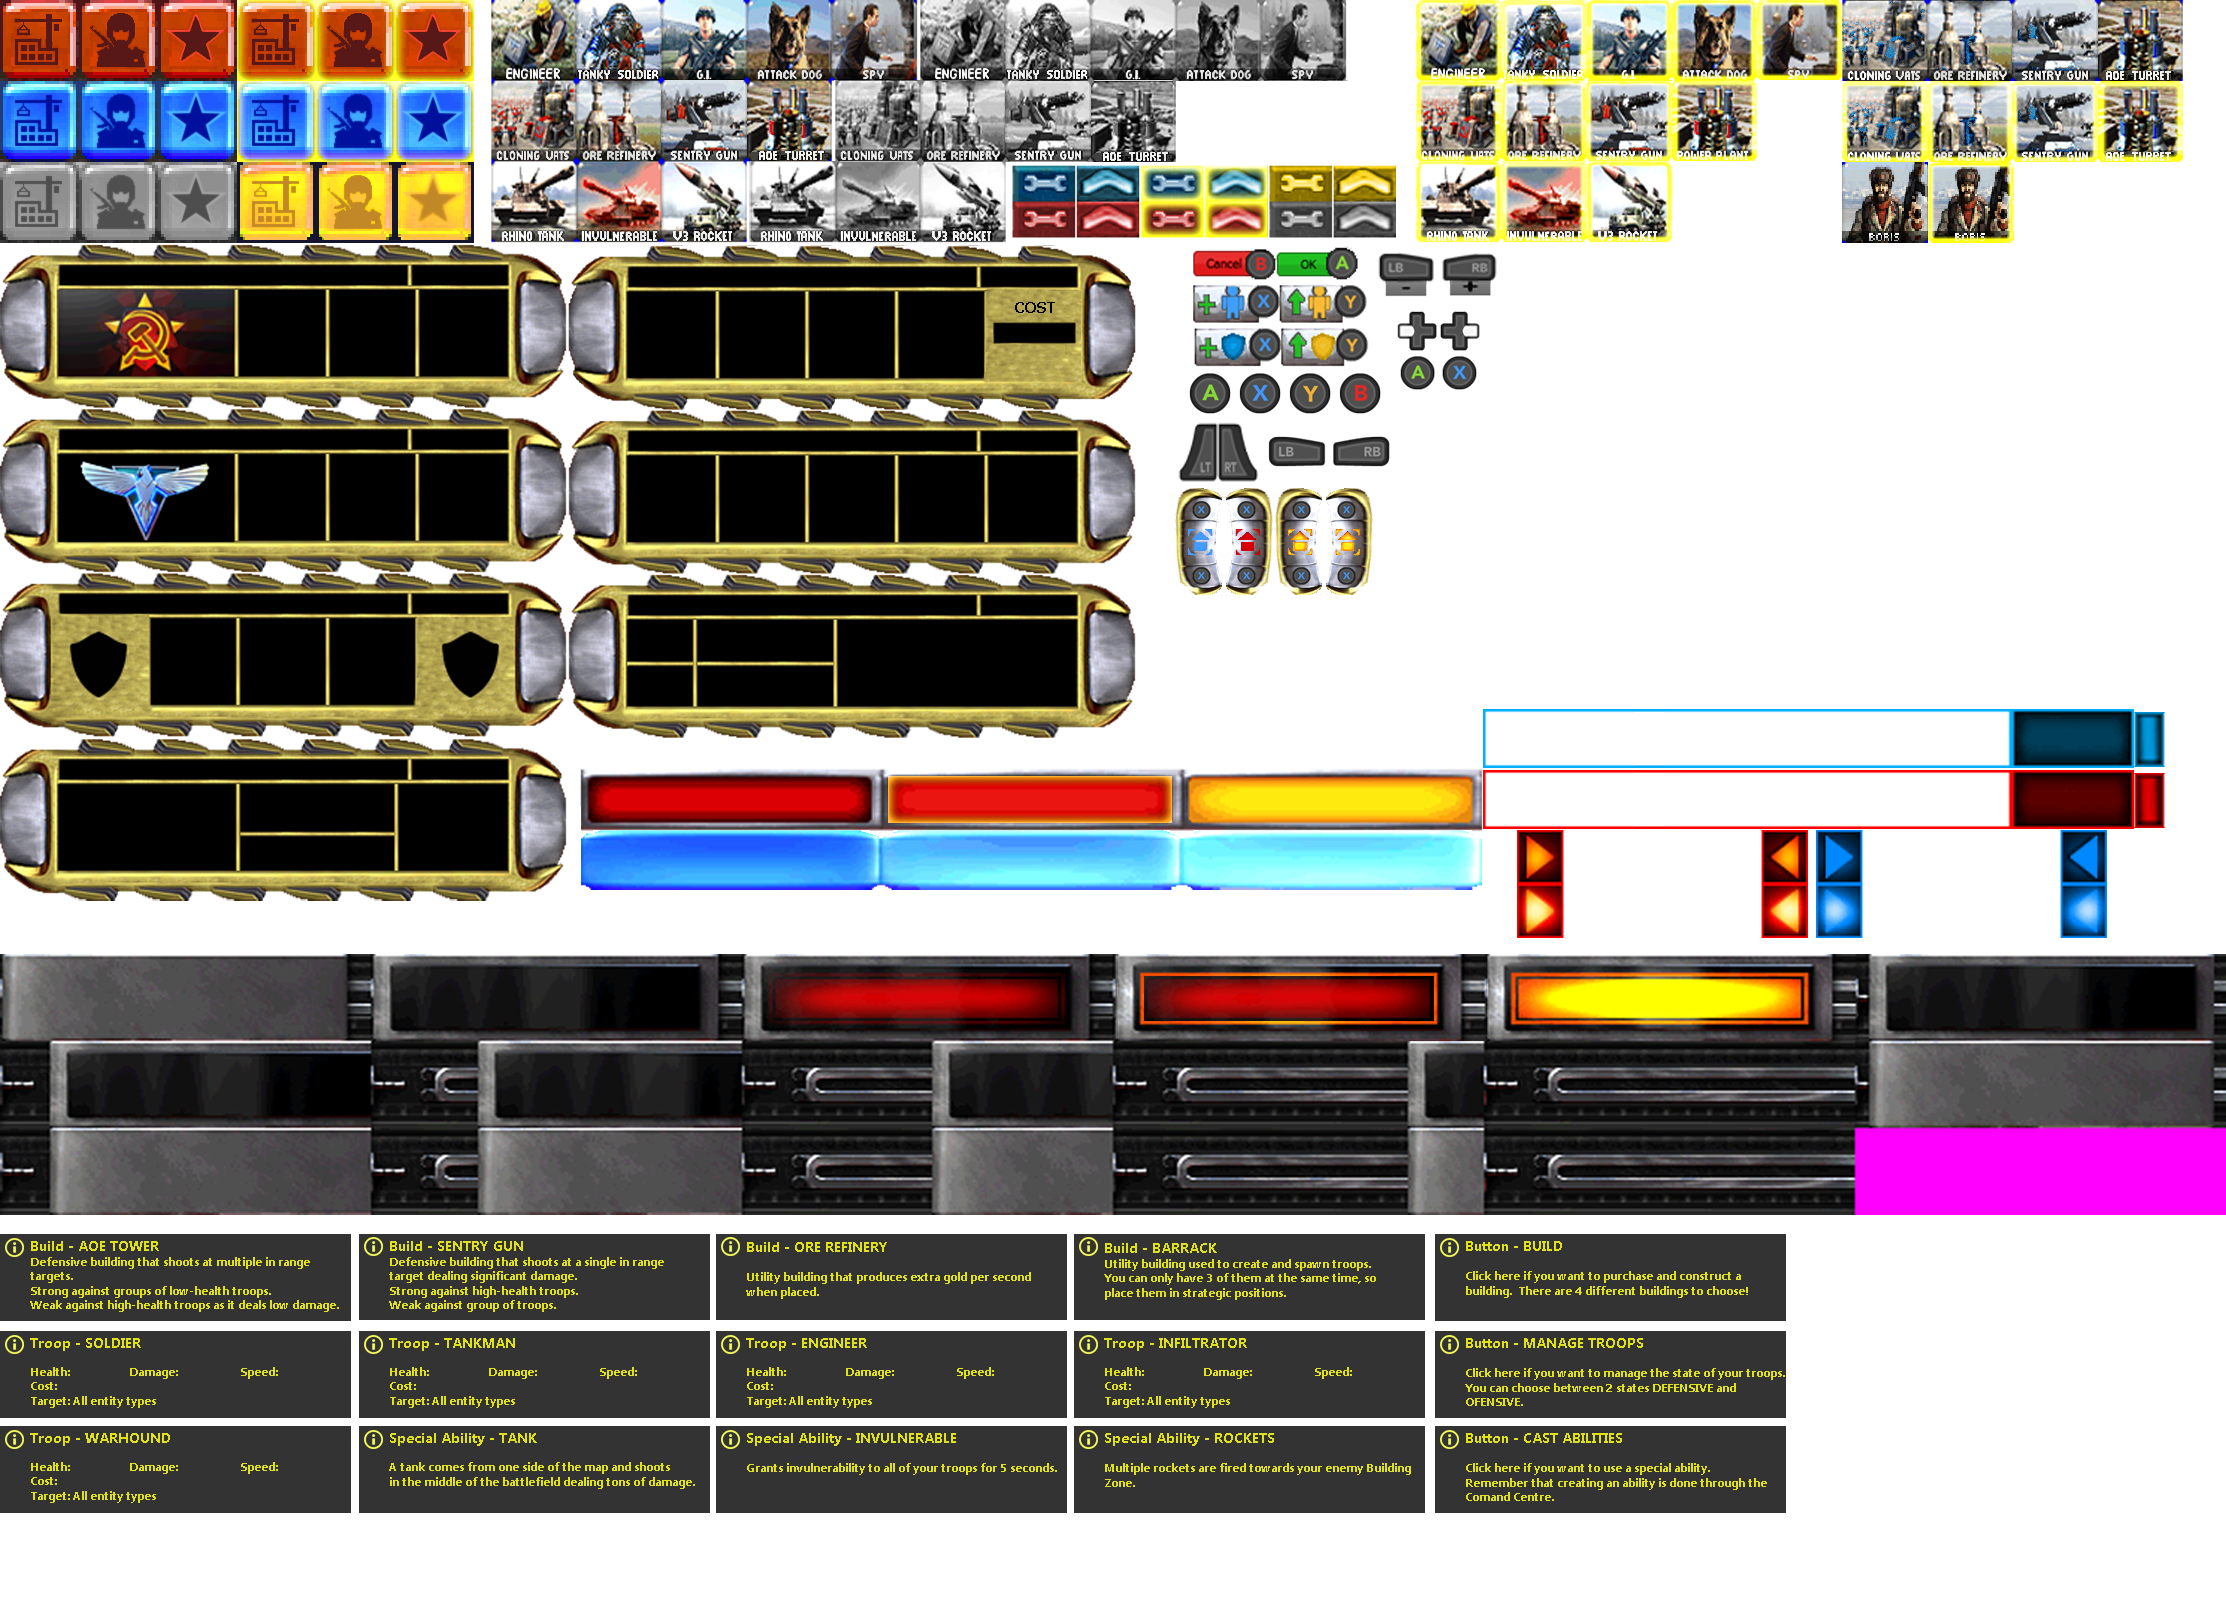 ENGINEER TANKY SOLDIER G.I. ATTACK DOG SPY ENGINEER TANKY SOLDIER G.I. ATTACK DOG SPY ENGINEER TANKY SOLDIER G.I. ATTACK DOG SPY CLONING VATS ORE REFINERY SENTRY GUN AOE TURRET
CLONING VATS ORE REFINERY SENTRY GUN AOE TURRET CLONING VATS ORE REFINERY SENTRY GUN AOE TURRET CLONING VATS ORE REFINERY SENTRY GUN POWER PLANT CLONING VATS ORE REFINERY SENTRY GUN AOE TURRET
RHINO TANK INVULNERABLE V3 ROCKET RHINO TANK INVULNERABLE V3 ROCKET RHINO TANK INVULNERABLE V3 ROCKET BORIS BORIS
COST
Cancel B OK A LB RB
- +
X Y
X Y
A X
A X Y B
LT RT LB RB
X X X X
X X X X
Build - AOE TOWER
Defensive building that shoots at multiple in range
targets.
Strong against groups of low-health troops.
Weak against high-health troops as it deals low damage.
Build - SENTRY GUN
Defensive building that shoots at a single in range
target dealing significant damage.
Strong against high-health troops.
Weak against group of troops.
Build - ORE REFINERY
Utility building that produces extra gold per second
when placed.
Build - BARRACK
Utility building used to create and spawn troops.
You can only have 3 of them at the same time, so
place them in strategic positions.
Button - BUILD
Click here if you want to purchase and construct a
building. There are 4 different buildings to choose!
Troop - SOLDIER
Health: Damage: Speed:
Cost:
Target: All entity types
Troop - TANKMAN
Health: Damage: Speed:
Cost:
Target: All entity types
Troop - ENGINEER
Health: Damage: Speed:
Cost:
Target: All entity types
Troop - INFILTRATOR
Health: Damage: Speed:
Cost:
Target: All entity types
Button - MANAGE TROOPS
Click here if you want to manage the state of your troops.
You can choose between 2 states DEFENSIVE and
OFENSIVE.
Troop - WARHOUND
Health: Damage: Speed:
Cost:
Target: All entity types
Special Ability - TANK
A tank comes from one side of the map and shoots
in the middle of the battlefield dealing tons of damage.
Special Ability - INVULNERABLE
Grants invulnerability to all of your troops for 5 seconds.
Special Ability - ROCKETS
Multiple rockets are fired towards your enemy Building
Zone.
Button - CAST ABILITIES
Click here if you want to use a special ability.
Remember that creating an ability is done through the
Comand Centre.